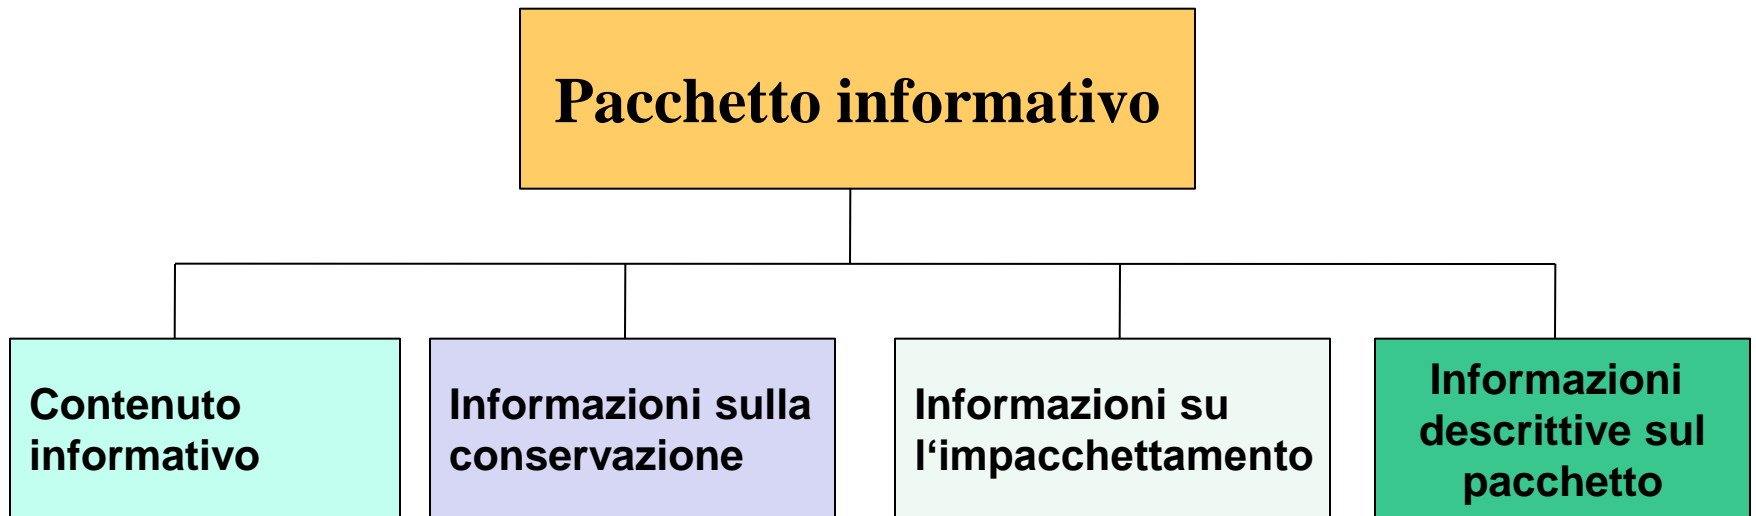 Pacchetto informativo
Contenuto
informativo
Informazioni sulla
conservazione
Informazioni su
l‘impacchettamento
Informazioni
descrittive sul
pacchetto